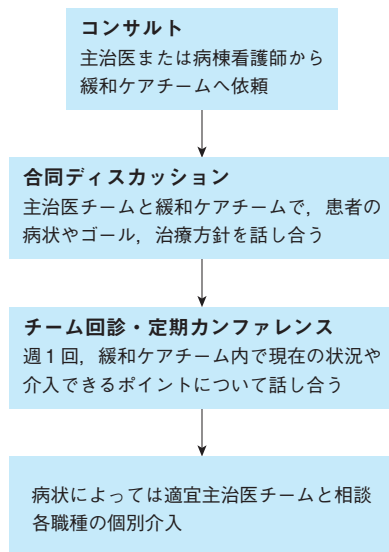 コンサルト
主治医または病棟看護師から
緩和ケアチームへ依頼
合同ディスカッション
主治医チームと緩和ケアチームで，患者の
病状やゴール，治療方針を話し合う
チーム回診・定期カンファレンス
週1回，緩和ケアチーム内で現在の状況や
介入できるポイントについて話し合う
病状によっては適宜主治医チームと相談
各職種の個別介入